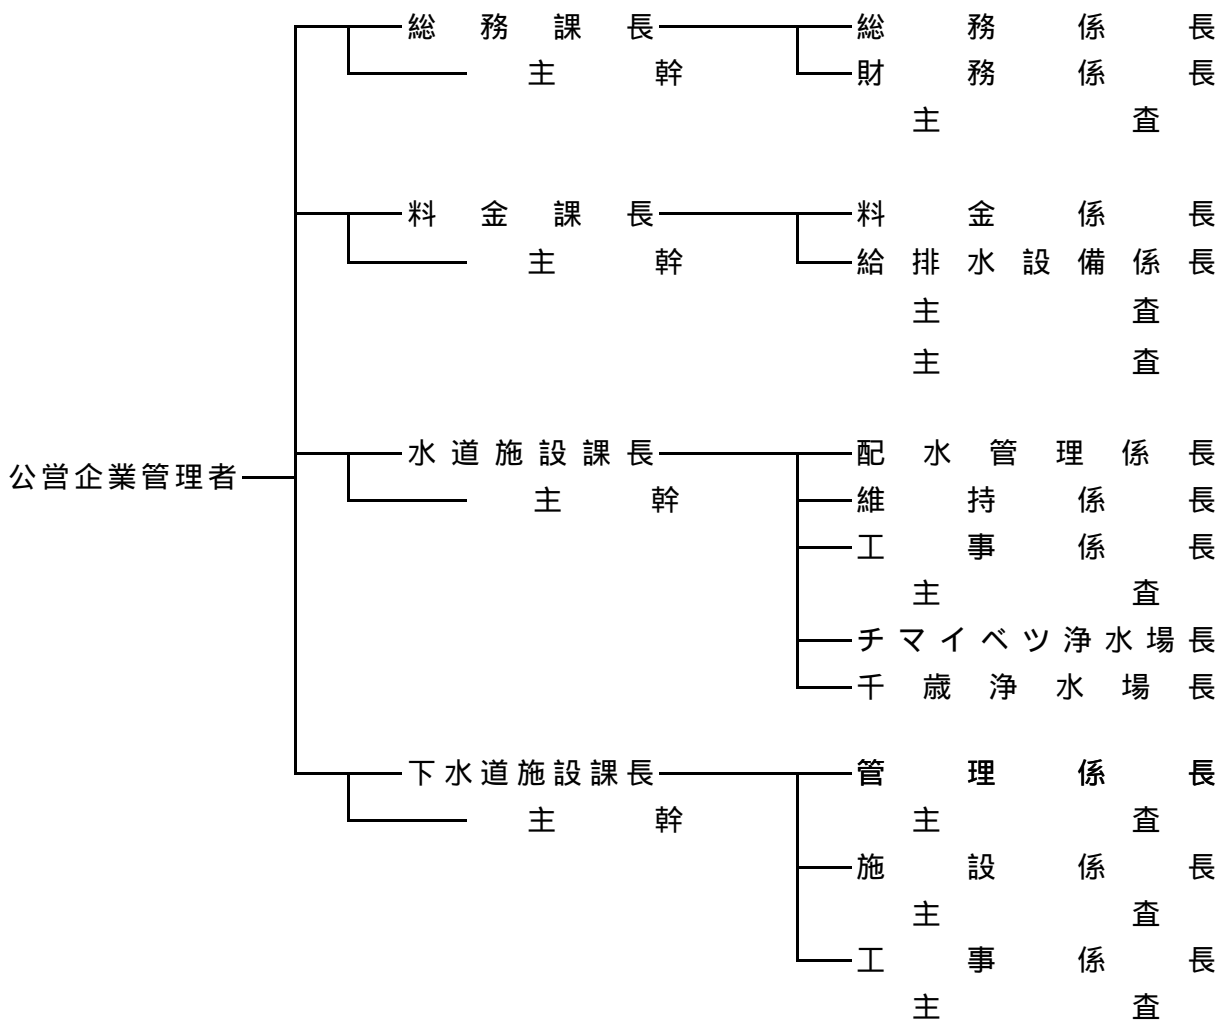 総務課長 総務係長
主幹 財務係長
主査
料金課長 料金係長
主幹 給排水設備係長
主査
主査
水道施設課長 配水管理係長
公営企業管理者
主幹 維持係長
工事係長
主査
チマイベツ浄水場長
千歳浄水場長
下水道施設課長 管理係長
主幹 主査
施設係長
主査
工事係長
主査